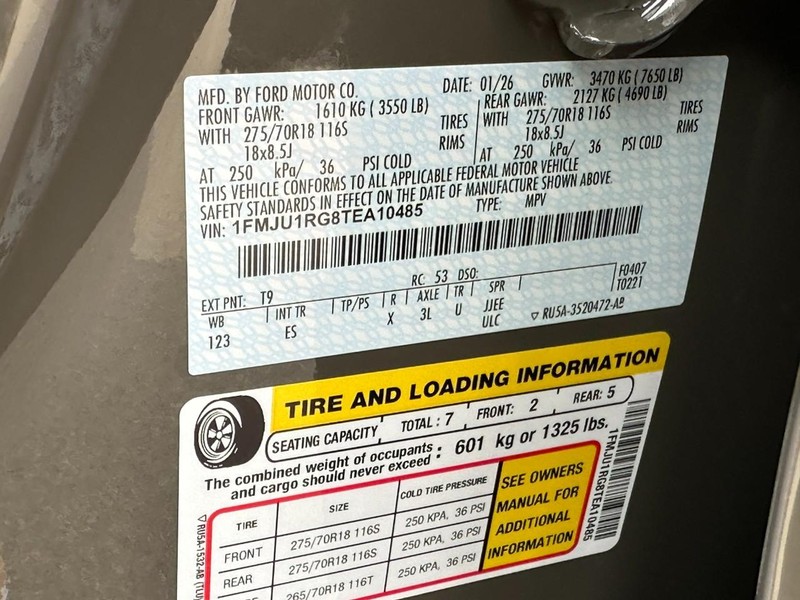 MFD. BY FORD MOTOR CO.
DATE: 01/26 GVWR: 3470 KG ( 7650 LB)
FRONT GAWR: 1610 KG ( 3550 LB)
REAR GAWR: 2127 KG ( 4690 LB)
WITH 275/70R18 116S TIRES
WITH 275/70R18 116S TIRES
18x8.5J RIMS
18x8.5J RIMS
AT 250 kPa/ 36 PSI COLD
AT 250 kPa/ 36 PSI COLD
THIS VEHICLE CONFORMS TO ALL APPLICABLE FEDERAL MOTOR VEHICLE
SAFETY STANDARDS IN EFFECT ON THE DATE OF MANUFACTURE SHOWN ABOVE.
VIN: 1FMJU1RG8TEA10485 TYPE: MPV
EXT PNT: T9 RC: 53 DSO: F0407
T0221
WB INT TR TP/PS R AXLE TR SPR
123 ES X 3L U JJEE
ULC
▽ RU5A-3520472-AB
TIRE AND LOADING INFORMATION
SEATING CAPACITY TOTAL : 7 FRONT: 2 REAR: 5
The combined weight of occupants
and cargo should never exceed : 601 kg or 1325 lbs.
TIRE SIZE COLD TIRE PRESSURE
FRONT 275/70R18 116S 250 KPA, 36 PSI
REAR 275/70R18 116S 250 KPA, 36 PSI
265/70R18 116T 250 KPA, 36 PSI
SEE OWNERS
MANUAL FOR
ADDITIONAL
INFORMATION
1FMJU1RG8TEA10485
▽ RU5A-1532-AB